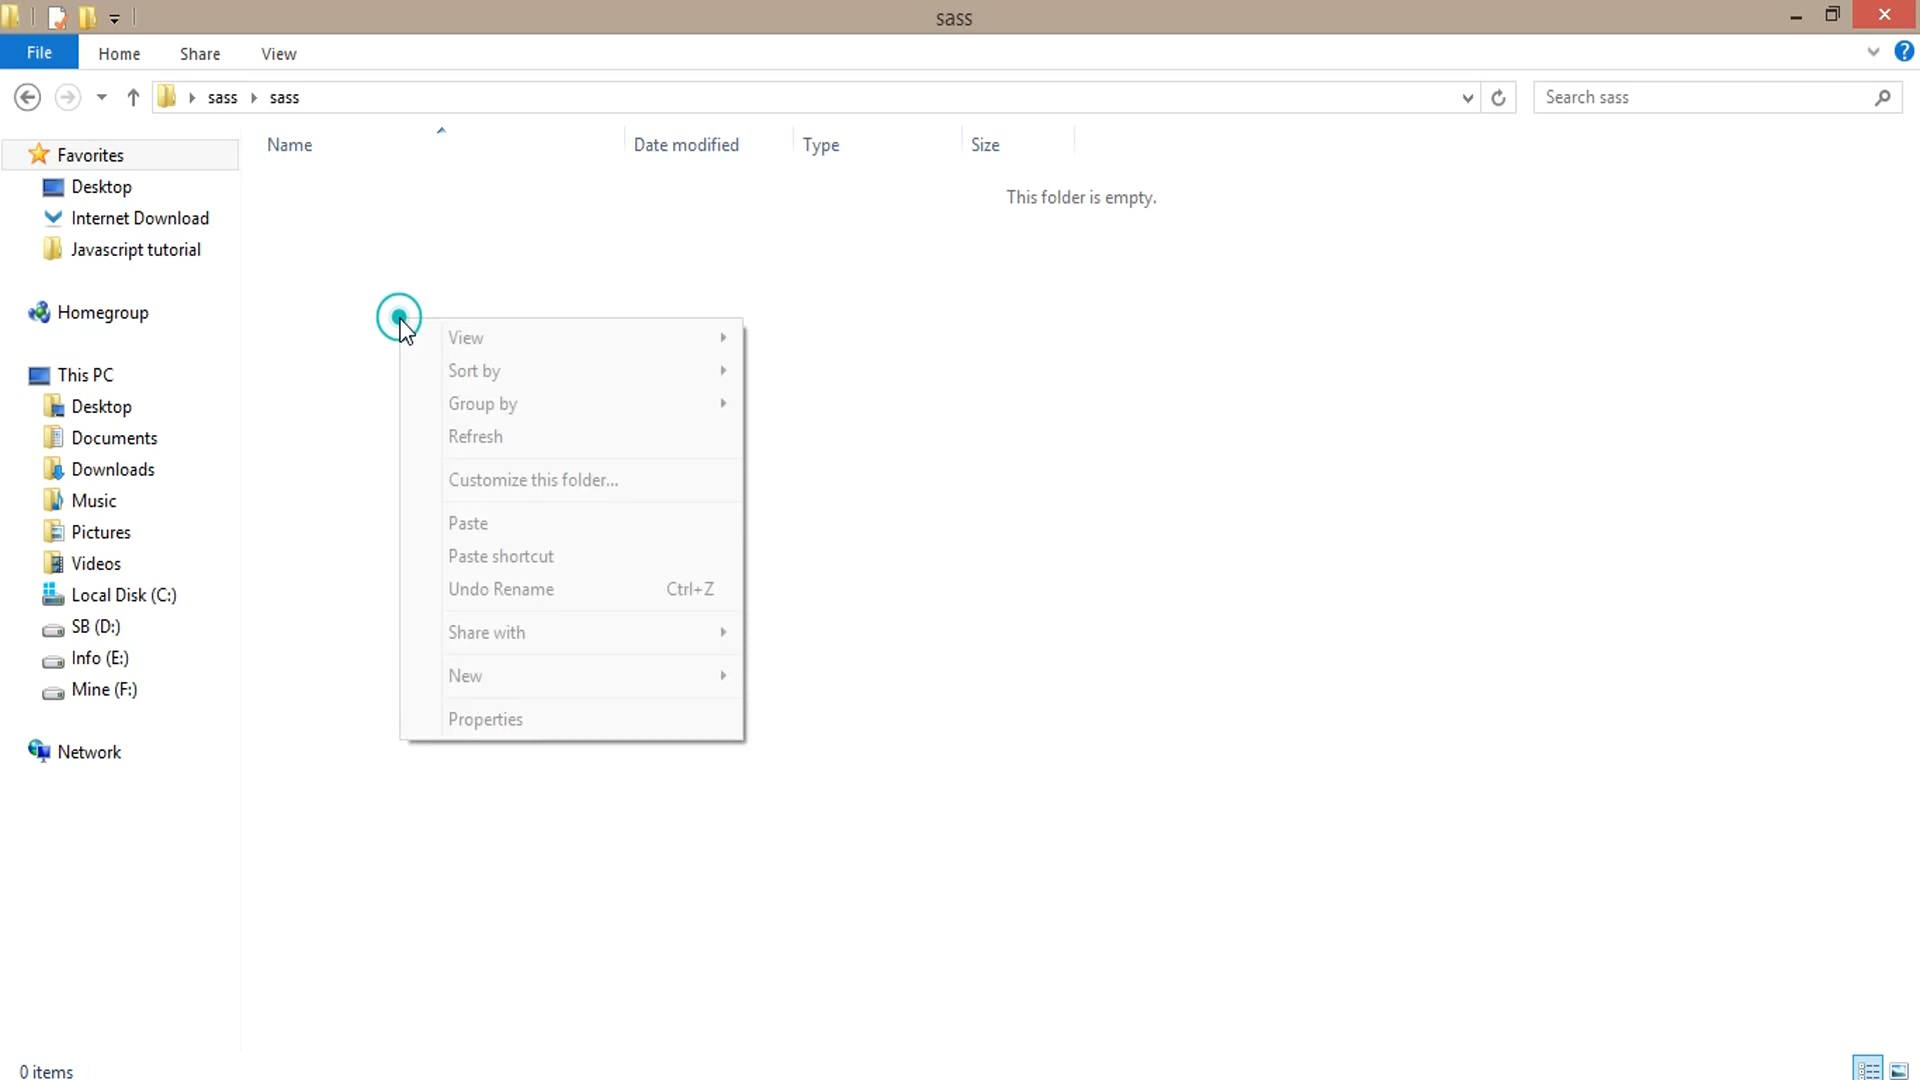 sass
File Home Share View
sass sass
Search sass
Name Date modified Type Size
Favorites
This folder is empty.
Desktop
Internet Download
Javascript tutorial
Homegroup
This PC
Desktop
Documents
Downloads
Music
Pictures
Videos
Local Disk (C:)
SB (D:)
Info (E:)
Mine (F:)
Network
View
Sort by
Group by
Refresh
Customize this folder...
Paste
Paste shortcut
Undo Rename Ctrl+Z
Share with
New
Properties
0 items